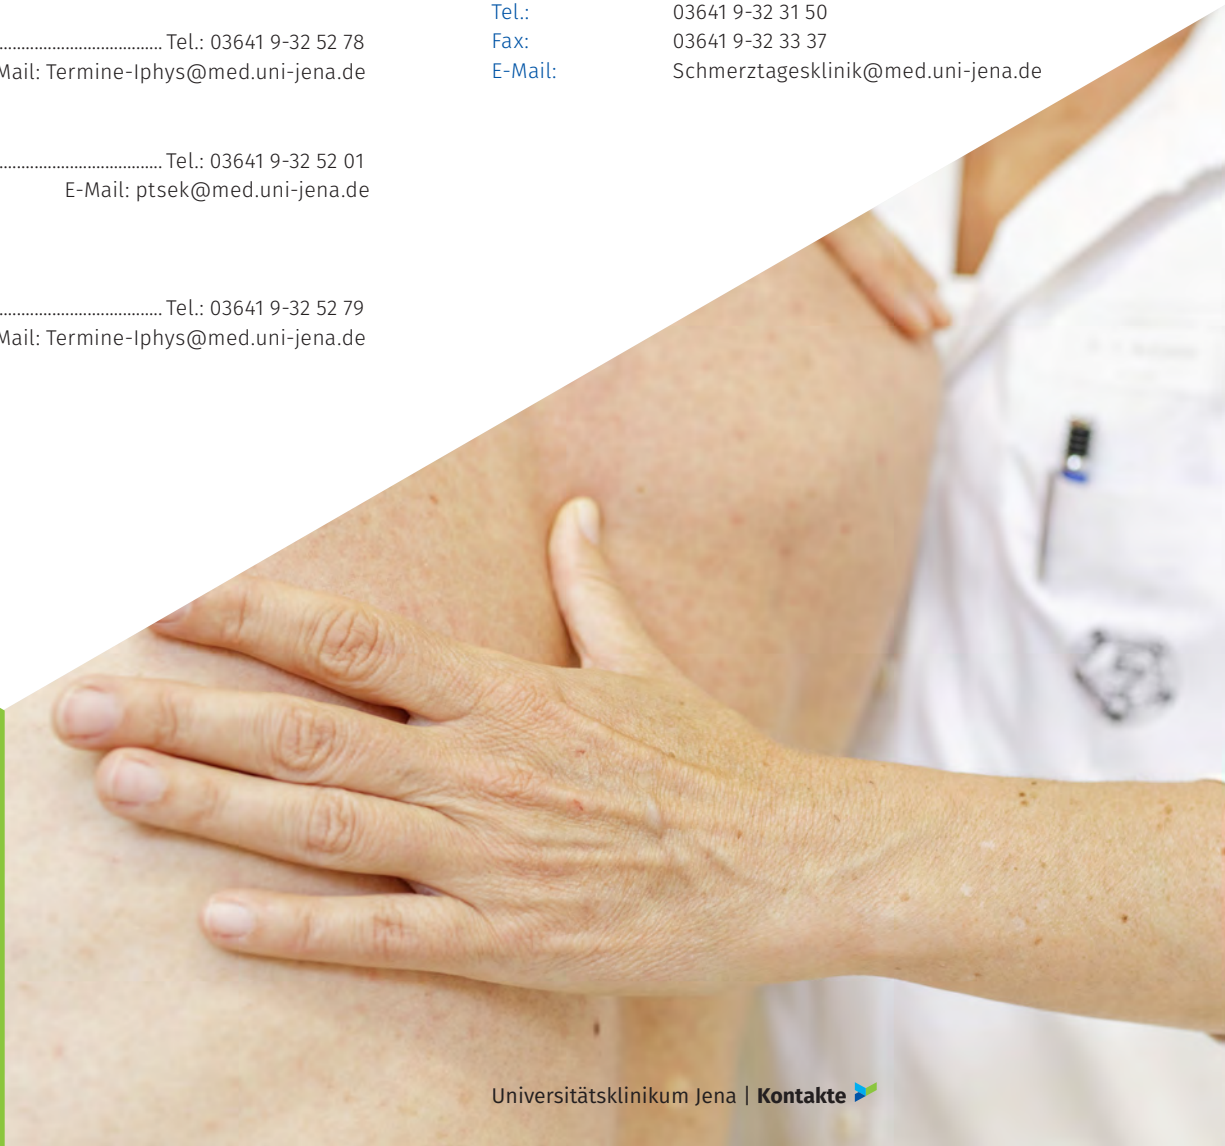 Tel.: 03641 9-32 52 78
Mail: Termine-Iphys@med.uni-jena.de
Tel.: 03641 9-32 52 01
E-Mail: ptsek@med.uni-jena.de
Tel.: 03641 9-32 52 79
Mail: Termine-Iphys@med.uni-jena.de
Tel.: 03641 9-32 31 50
Fax: 03641 9-32 33 37
E-Mail: Schmerztagesklinik@med.uni-jena.de
Universitätsklinikum Jena | Kontakte